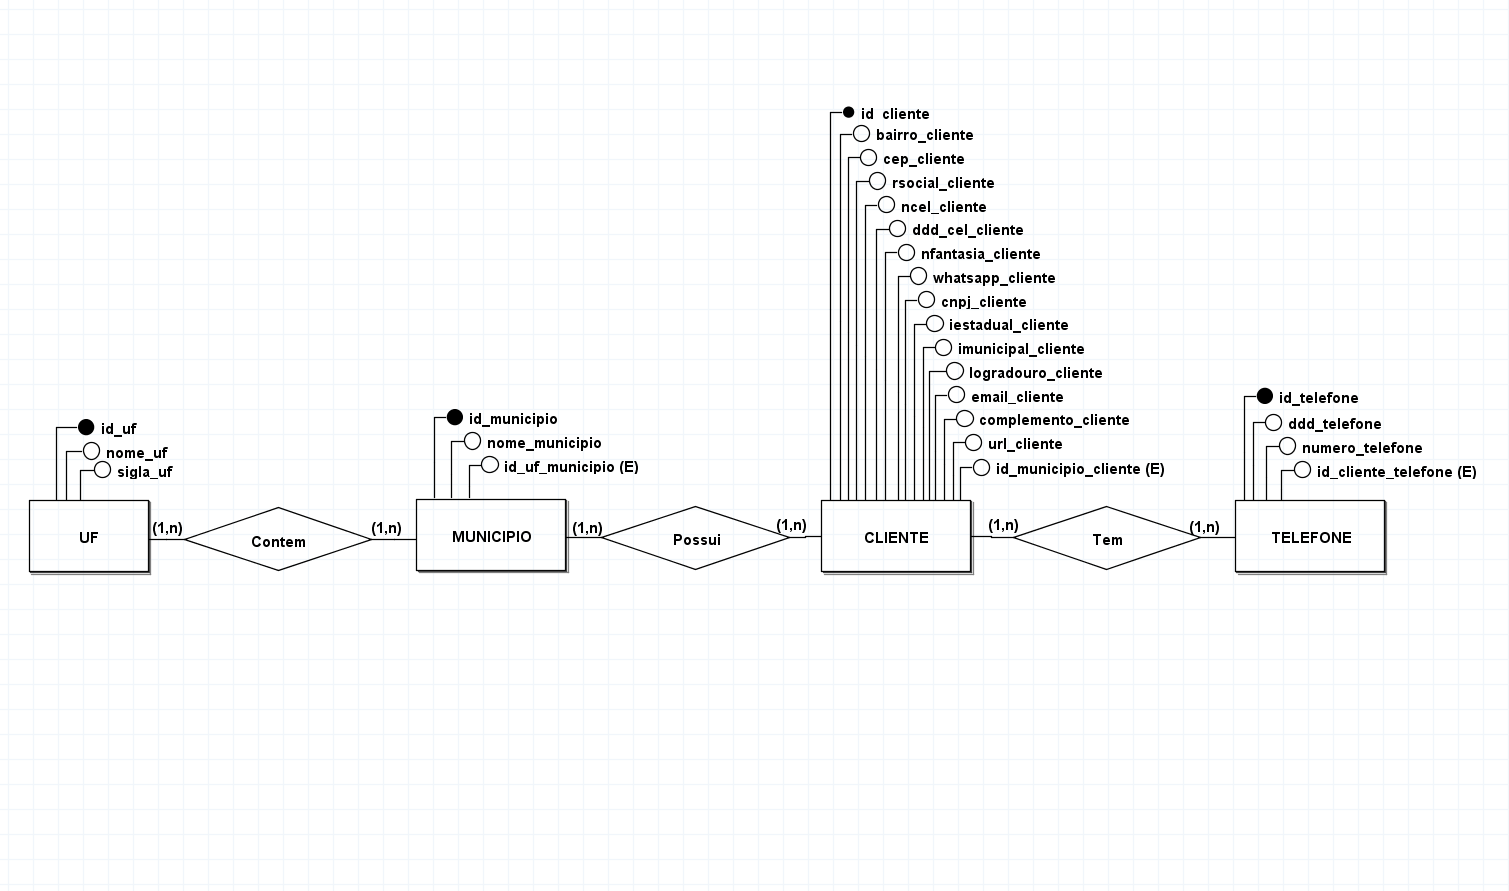 id_uf
nome_uf
sigla_uf
UF
(1,n)
Contem
(1,n)
id_municipio
nome_municipio
id_uf_municipio (E)
MUNICIPIO
(1,n)
Possui
(1,n)
id_cliente
bairro_cliente
cep_cliente
rsocial_cliente
ncel_cliente
ddd_cel_cliente
nfantasia_cliente
whatsapp_cliente
cnpj_cliente
iestadual_cliente
imunicipal_cliente
logradouro_cliente
email_cliente
complemento_cliente
url_cliente
id_municipio_cliente (E)
CLIENTE
(1,n)
Tem
(1,n)
id_telefone
ddd_telefone
numero_telefone
id_cliente_telefone (E)
TELEFONE